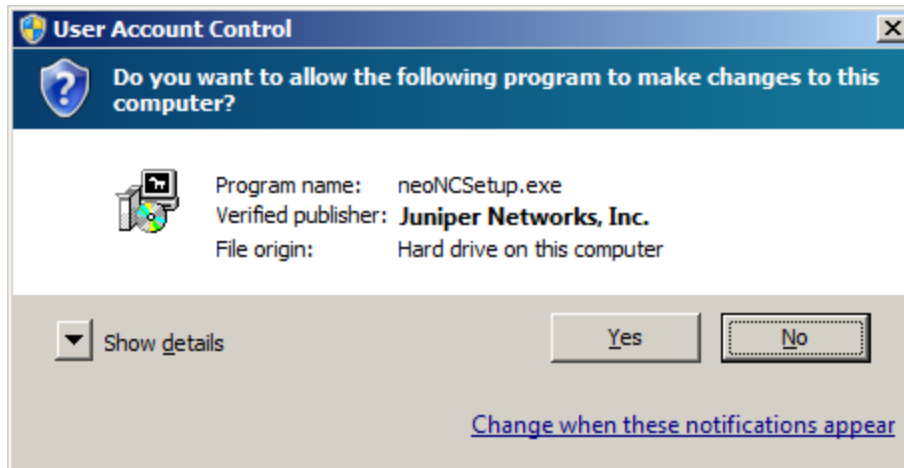 User Account Control
Do you want to allow the following program to make changes to this
computer?
Program name: neoNCSetup.exe
Verified publisher: Juniper Networks, Inc.
File origin: Hard drive on this computer
Show details
Yes
No
Change when these notifications appear